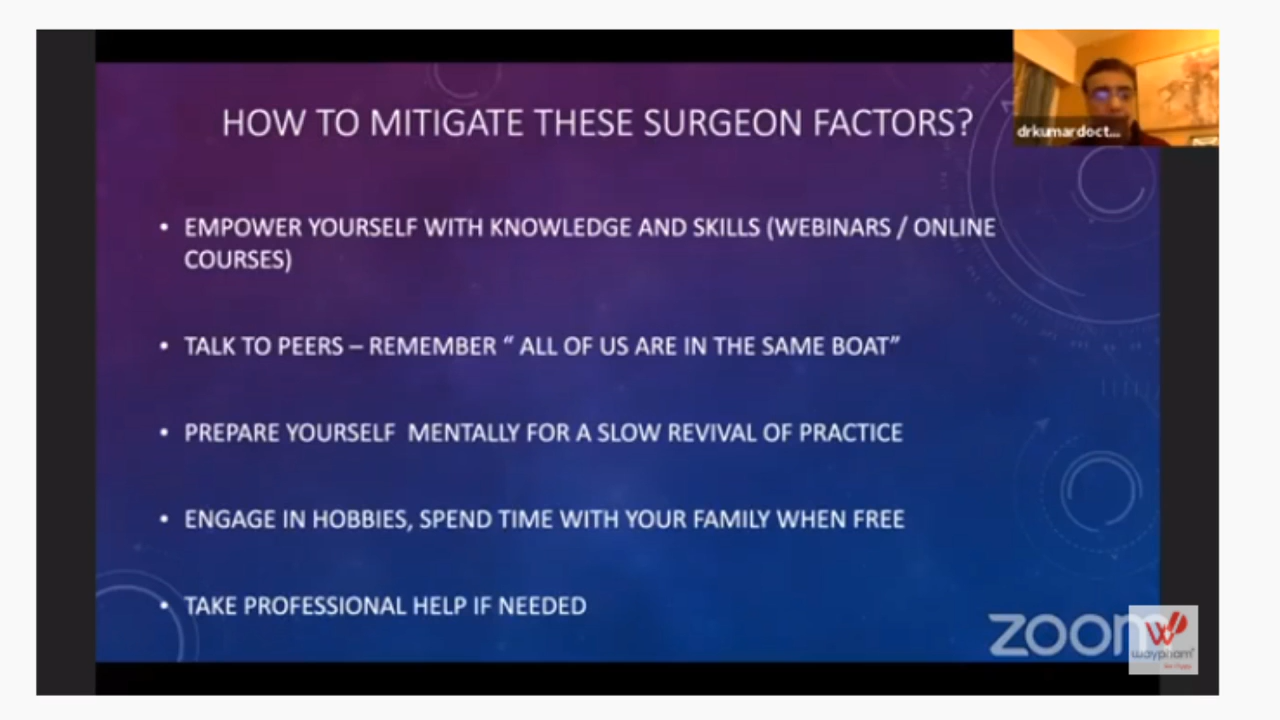 HOW TO MITIGATE THESE SURGEON FACTORS?
drkumardoct...
• EMPOWER YOURSELF WITH KNOWLEDGE AND SKILLS (WEBINARS / ONLINE
COURSES)
• TALK TO PEERS – REMEMBER “ ALL OF US ARE IN THE SAME BOAT”
• PREPARE YOURSELF  MENTALLY FOR A SLOW REVIVAL OF PRACTICE
• ENGAGE IN HOBBIES, SPEND TIME WITH YOUR FAMILY WHEN FREE
• TAKE PROFESSIONAL HELP IF NEEDED
zoom
waypham